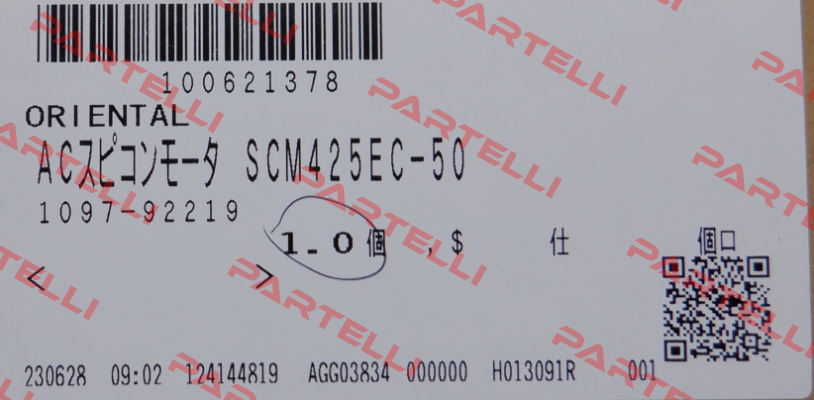 100621378
ORIENTAL
ACスピコンモータ SCM425EC-50
1097-92219
1.0個 ,$ 仕 個口
< >
230628 09:02 124144819 AGG03834 000000 H013091R 001
PARTELLI